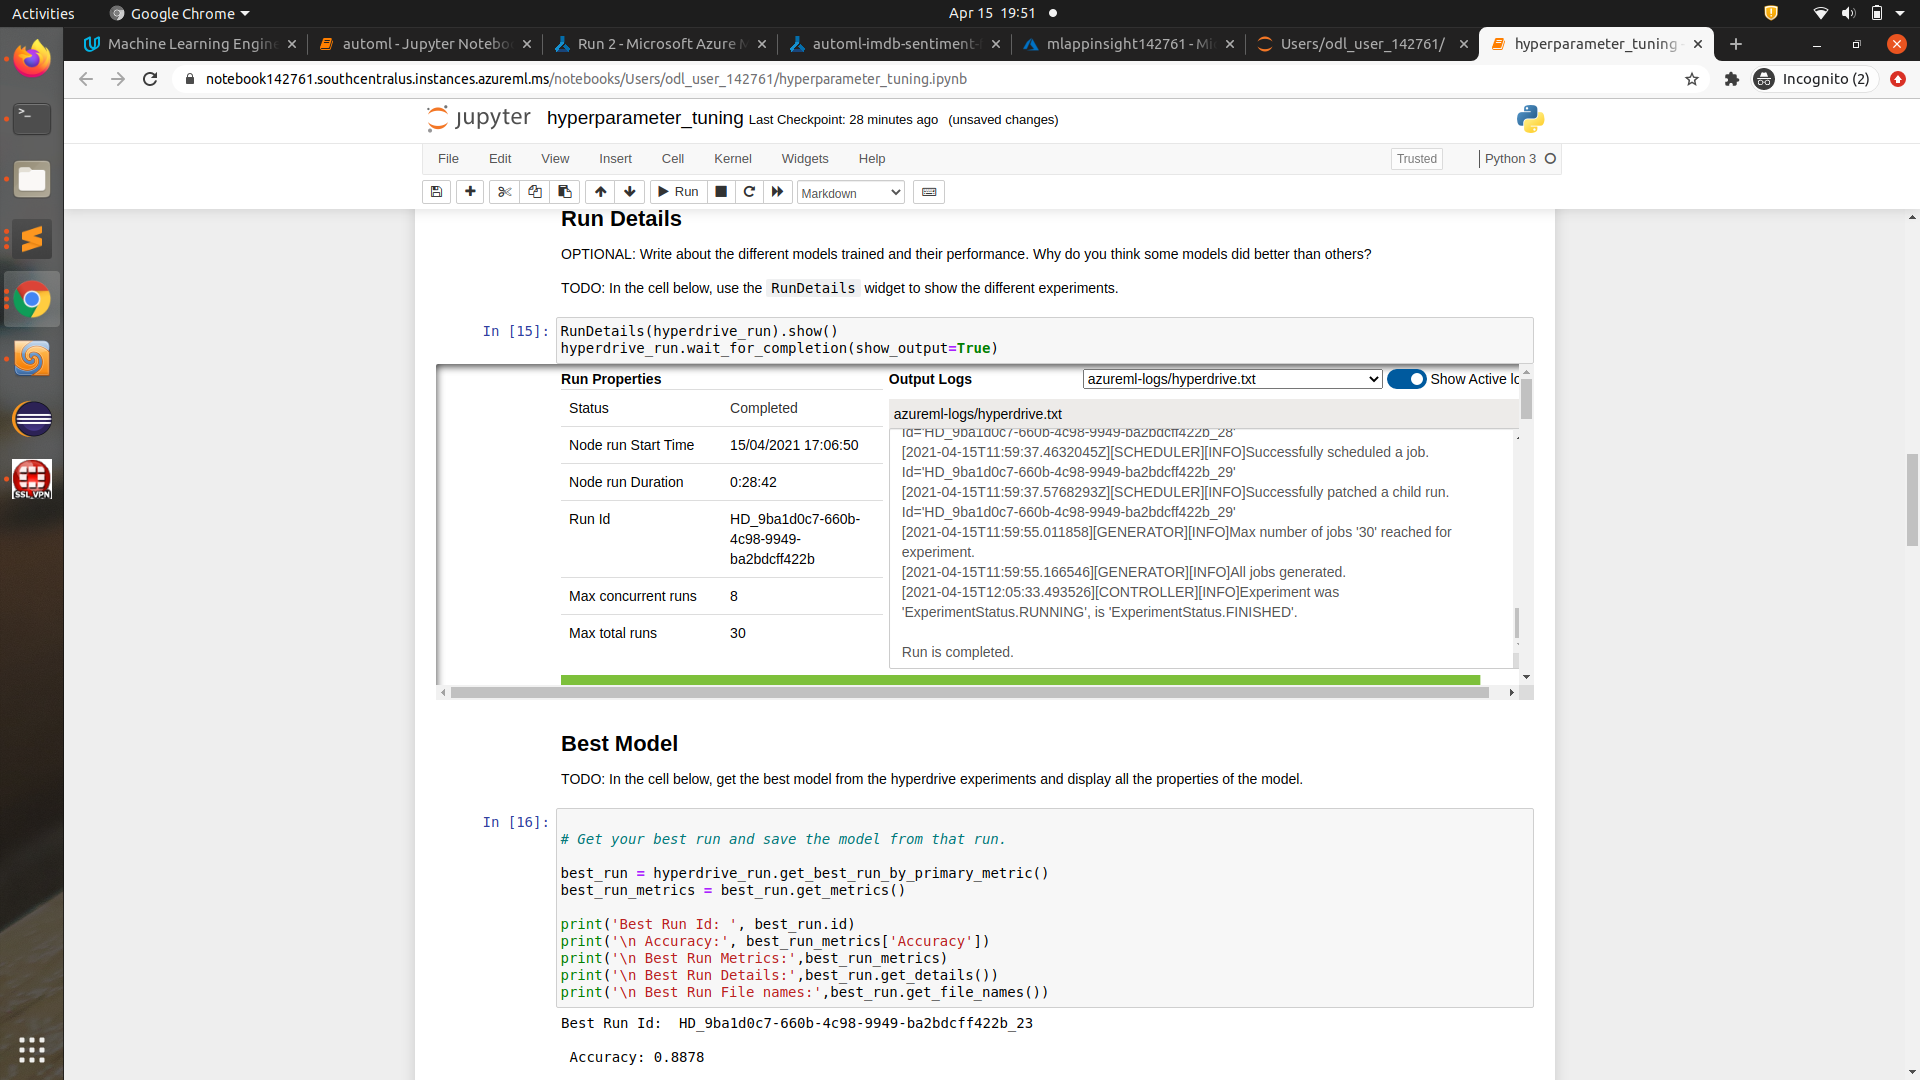 Activities
Google Chrome
Apr 15 19:51
Machine Learning Engine
automl - Jupyter Notebo
Run 2 - Microsoft Azure M
automl-imdb-sentiment-
mlappinsight142761 - Mi
Users/odl_user_142761/
hyperparameter_tuning
notebook142761.southcentralus.instances.azureml.ms/notebooks/Users/odl_user_142761/hyperparameter_tuning.ipynb
Incognito (2)
jupyter
hyperparameter_tuning Last Checkpoint: 28 minutes ago (unsaved changes)
File Edit View Insert Cell Kernel Widgets Help
Trusted
Python 3
Run
Markdown
Run Details
OPTIONAL: Write about the different models trained and their performance. Why do you think some models did better than others?
TODO: In the cell below, use the RunDetails widget to show the different experiments.
In [15]:
RunDetails(hyperdrive_run).show()
hyperdrive_run.wait_for_completion(show_output=True)
Run Properties
Status Completed
Node run Start Time 15/04/2021 17:06:50
Node run Duration 0:28:42
Run Id HD_9ba1d0c7-660b-
4c98-9949-
ba2bdcff422b
Max concurrent runs 8
Max total runs 30
Output Logs
azureml-logs/hyperdrive.txt
Show Active lo
azureml-logs/hyperdrive.txt
Id='HD_9ba1d0c7-660b-4c98-9949-ba2bdcff422b_28'
[2021-04-15T11:59:37.4632045Z][SCHEDULER][INFO]Successfully scheduled a job.
Id='HD_9ba1d0c7-660b-4c98-9949-ba2bdcff422b_29'
[2021-04-15T11:59:37.5768293Z][SCHEDULER][INFO]Successfully patched a child run.
Id='HD_9ba1d0c7-660b-4c98-9949-ba2bdcff422b_29'
[2021-04-15T11:59:55.011858][GENERATOR][INFO]Max number of jobs '30' reached for
experiment.
[2021-04-15T11:59:55.166546][GENERATOR][INFO]All jobs generated.
[2021-04-15T12:05:33.493526][CONTROLLER][INFO]Experiment was
'ExperimentStatus.RUNNING', is 'ExperimentStatus.FINISHED'.
Run is completed.
Best Model
TODO: In the cell below, get the best model from the hyperdrive experiments and display all the properties of the model.
In [16]:
# Get your best run and save the model from that run.
best_run = hyperdrive_run.get_best_run_by_primary_metric()
best_run_metrics = best_run.get_metrics()
print('Best Run Id: ', best_run.id)
print('\n Accuracy:', best_run_metrics['Accuracy'])
print('\n Best Run Metrics:',best_run_metrics)
print('\n Best Run Details:',best_run.get_details())
print('\n Best Run File names:',best_run.get_file_names())
Best Run Id:  HD_9ba1d0c7-660b-4c98-9949-ba2bdcff422b_23
Accuracy: 0.8878
SSL VPN